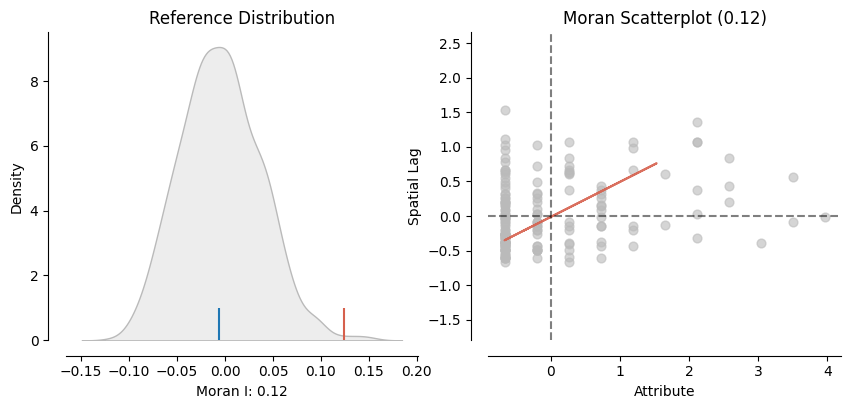 Reference Distribution
Density
8
6
4
2
0
−0.15 −0.10 −0.05 0.00 0.05 0.10 0.15 0.20
Moran I: 0.12
Moran Scatterplot (0.12)
Spatial Lag
2.5
2.0
1.5
1.0
0.5
0.0
−0.5
−1.0
−1.5
0 1 2 3 4
Attribute